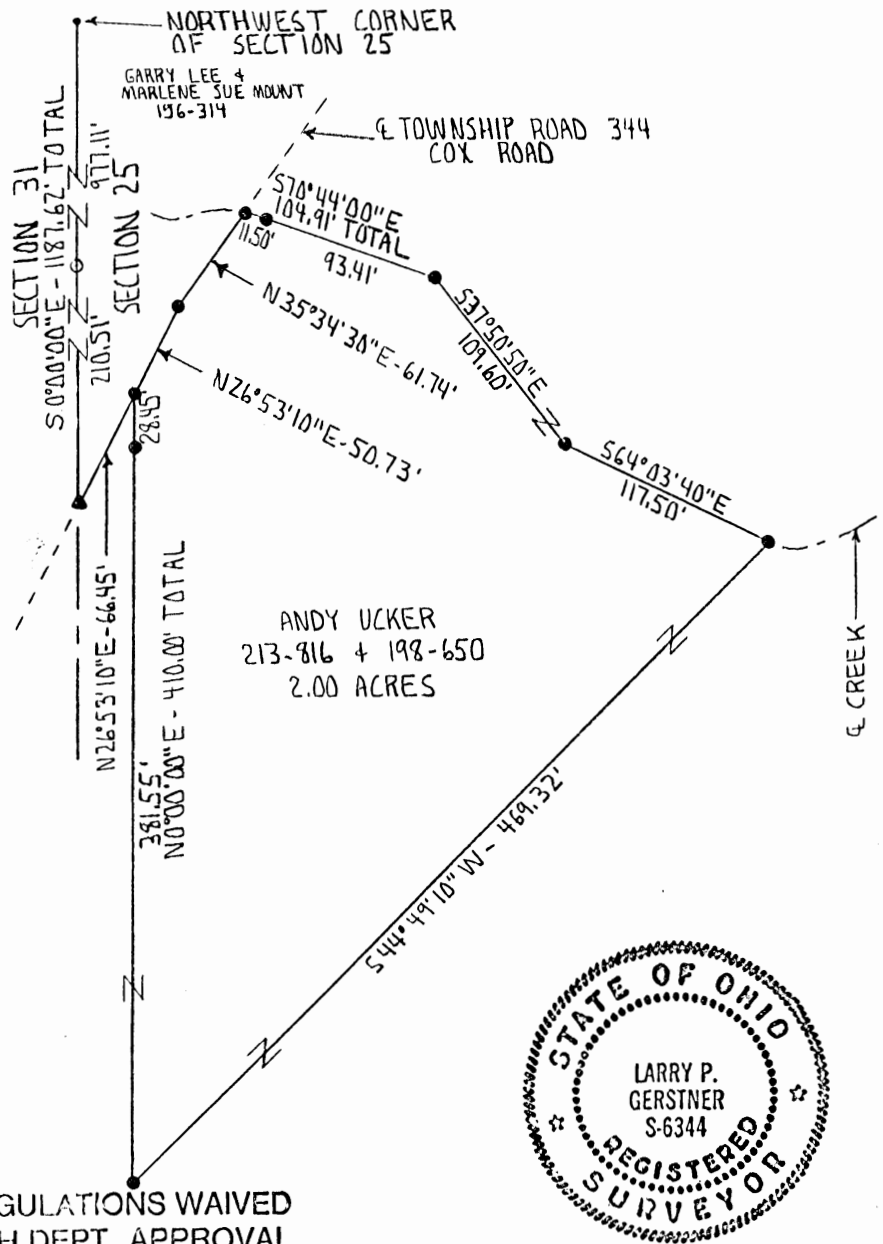 NORTHWEST CORNER
OF SECTION 25
GARRY LEE &
MARLENE SUE MOUNT
196-314
℄ TOWNSHIP ROAD 344
COX ROAD
SECTION 31
S.0°00'00"E - 1187.62' TOTAL
977.11'
210.51'
SECTION 25
S70°44'00"E
104.91' TOTAL
11.50'
93.41'
N35°34'30"E-61.74'
N26°53'10"E-50.73'
S37°50'50"E
109.60'
S64°03'40"E
117.50'
28.45'
N26°53'10"E-66.45'
381.55'
N0°00'00"E - 410.00' TOTAL
ANDY UCKER
213-816 & 198-650
2.00 ACRES
℄ CREEK
S44°49'10"W - 469.32'
STATE OF OHIO
LARRY P.
GERSTNER
S-6344
REGISTERED
SURVEYOR
GULATIONS WAIVED
H DEPT. APPROVAL